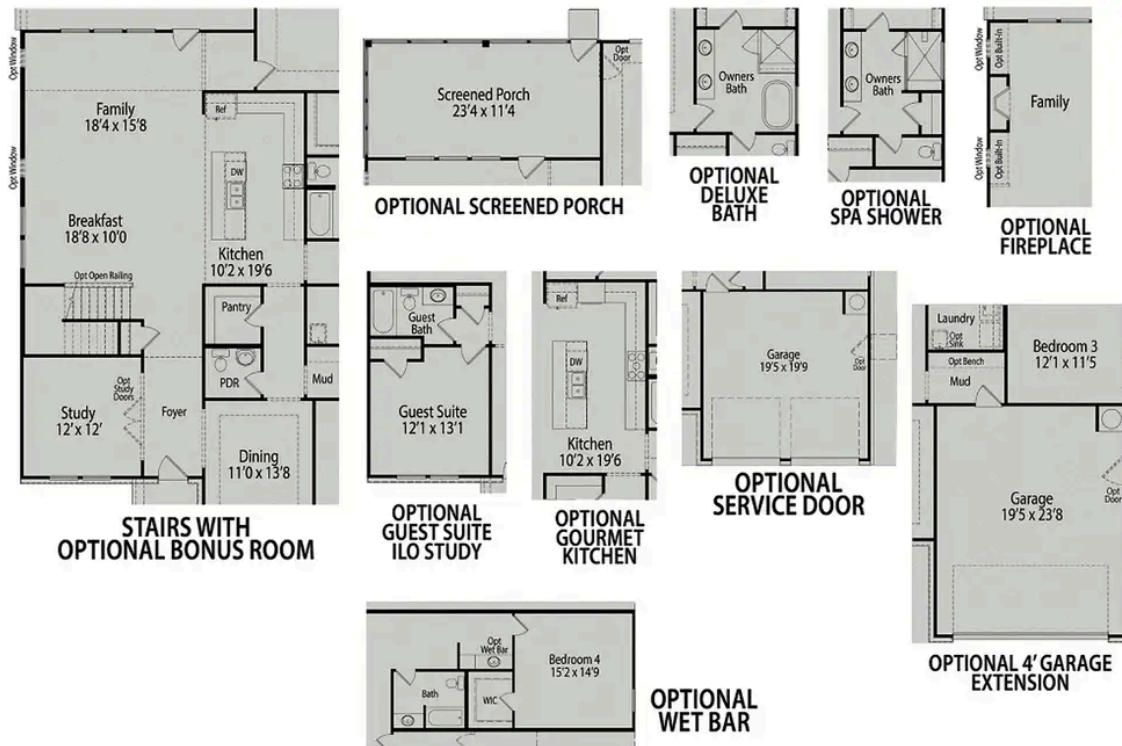 Opt Window
Family
18'4 x 15'8
Ref
Opt Window
DW
Breakfast
18'8 x 10'0
Kitchen
10'2 x 19'6
Opt Open Railing
Pantry
PDR
Mud
Opt
Study
Doors
Study
12' x 12'
Foyer
Dining
11'0 x 13'8
STAIRS WITH
OPTIONAL BONUS ROOM
Screened Porch
23'4 x 11'4
Opt
Door
OPTIONAL SCREENED PORCH
Owners
Bath
OPTIONAL
DELUXE
BATH
Owners
Bath
OPTIONAL
SPA SHOWER
Opt Window
Opt Built-In
Family
Opt Window
Opt Built-In
OPTIONAL
FIREPLACE
Guest
Bath
Guest Suite
12'1 x 13'1
OPTIONAL
GUEST SUITE
ILO STUDY
Ref
DW
Kitchen
10'2 x 19'6
OPTIONAL
GOURMET
KITCHEN
Garage
19'5 x 19'9
Opt
Door
OPTIONAL
SERVICE DOOR
Laundry
Opt
Sink
Bedroom 3
12'1 x 11'5
Opt Bench
Mud
Garage
19'5 x 23'8
Opt
Door
OPTIONAL 4' GARAGE
EXTENSION
Opt
Wet Bar
Bedroom 4
15'2 x 14'9
Bath
WIC
OPTIONAL
WET BAR